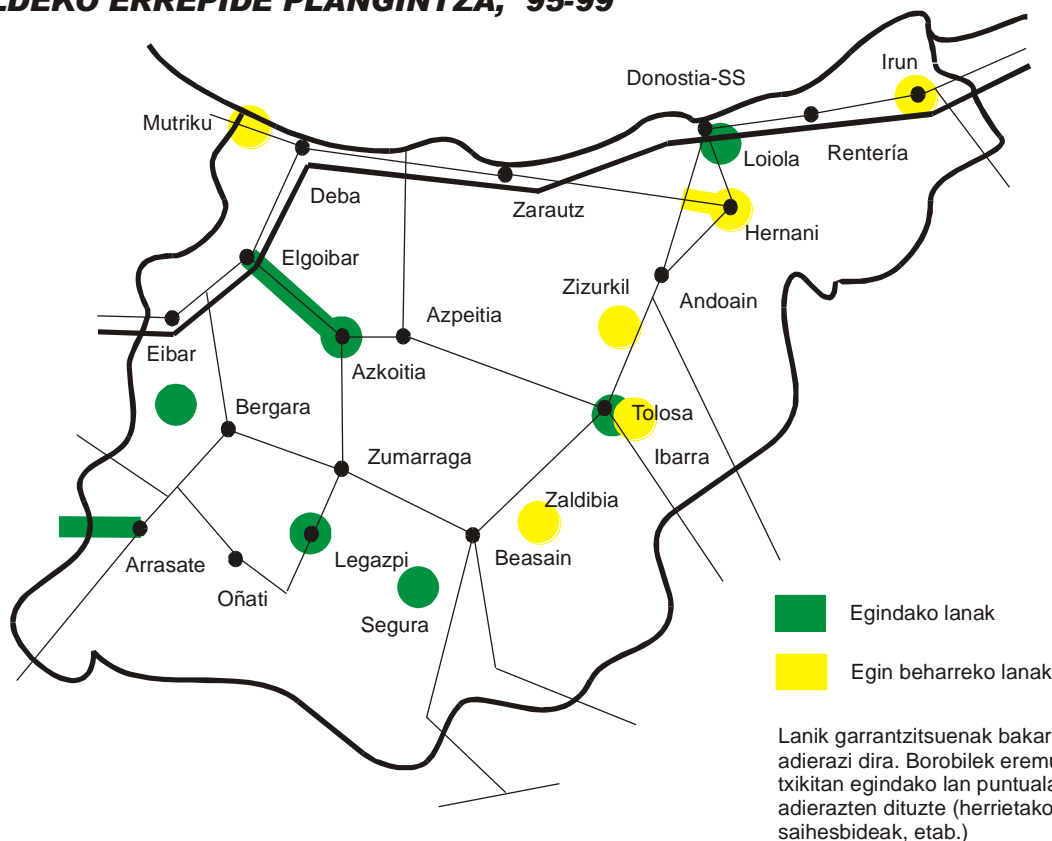 ERREPIDE PLANGINTZA, '95-99
Donostia-SS
Irun
Mutriku
Loiola
Rentería
Deba
Zarautz
Hernani
Elgoibar
Zizurkil
Andoain
Azpeitia
Eibar
Azkoitia
Bergara
Tolosa
Zumarraga
Ibarra
Zaldibia
Arrasate
Legazpi
Beasain
Oñati
Segura
Egindako lanak
Egin beharreko lanak
Lanik garrantzitsuenak
adierazi dira. Borobilek
txikitan egindako lan
adierazten dituzte (herrietako
saihesbideak, etab.)